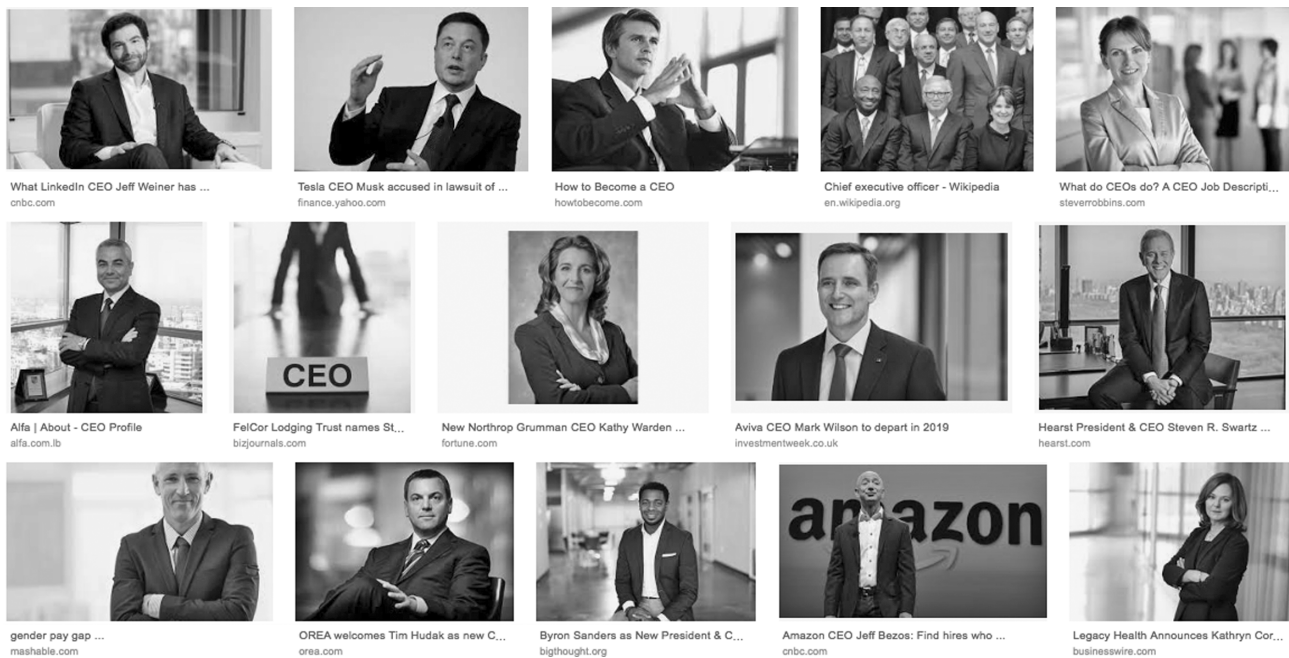 What LinkedIn CEO Jeff Weiner has ...
cnbc.com
Tesla CEO Musk accused in lawsuit of ...
finance.yahoo.com
How to Become a CEO
howtobecome.com
Chief executive officer - Wikipedia
en.wikipedia.org
What do CEOs do? A CEO Job Descripti...
steverrobbins.com
CEO
Alfa | About - CEO Profile
alfa.com.lb
FelCor Lodging Trust names St...
bizjournals.com
New Northrop Grumman CEO Kathy Warden ...
fortune.com
Aviva CEO Mark Wilson to depart in 2019
investmentweek.co.uk
Hearst President & CEO Steven R. Swartz ...
hearst.com
amazon
gender pay gap ...
mashable.com
OREA welcomes Tim Hudak as new C...
orea.com
Byron Sanders as New President & C...
bigthought.org
Amazon CEO Jeff Bezos: Find hires who ...
cnbc.com
Legacy Health Announces Kathryn Cor...
businesswire.com